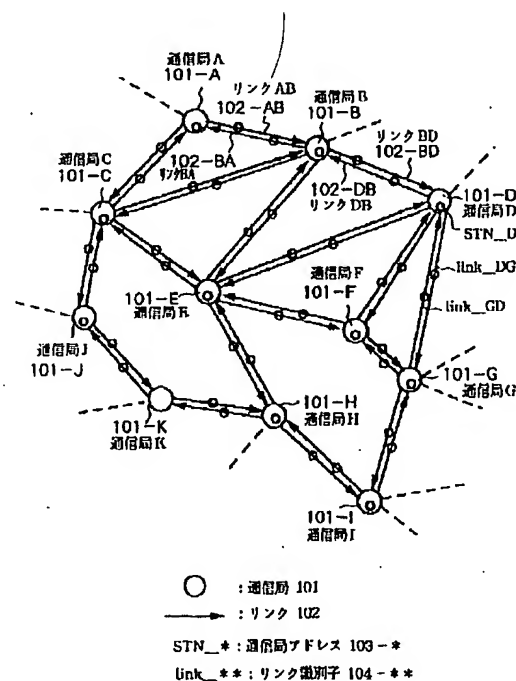 通信局A
101-A
リンクAB
102-AB
通信局B
101-B
リンクBD
102-BD
通信局C
101-C
102-BA
リンクBA
102-DB
リンクDB
101-D
通信局D
STN__D
link__DG
link__GD
101-E
通信局E
通信局F
101-F
101-G
通信局G
通信局J
101-J
101-K
通信局K
101-H
通信局H
101-I
通信局I
○ :通信局 101
→ :リンク 102
STN__*:通信局アドレス 103-*
link__**:リンク識別子 104-**